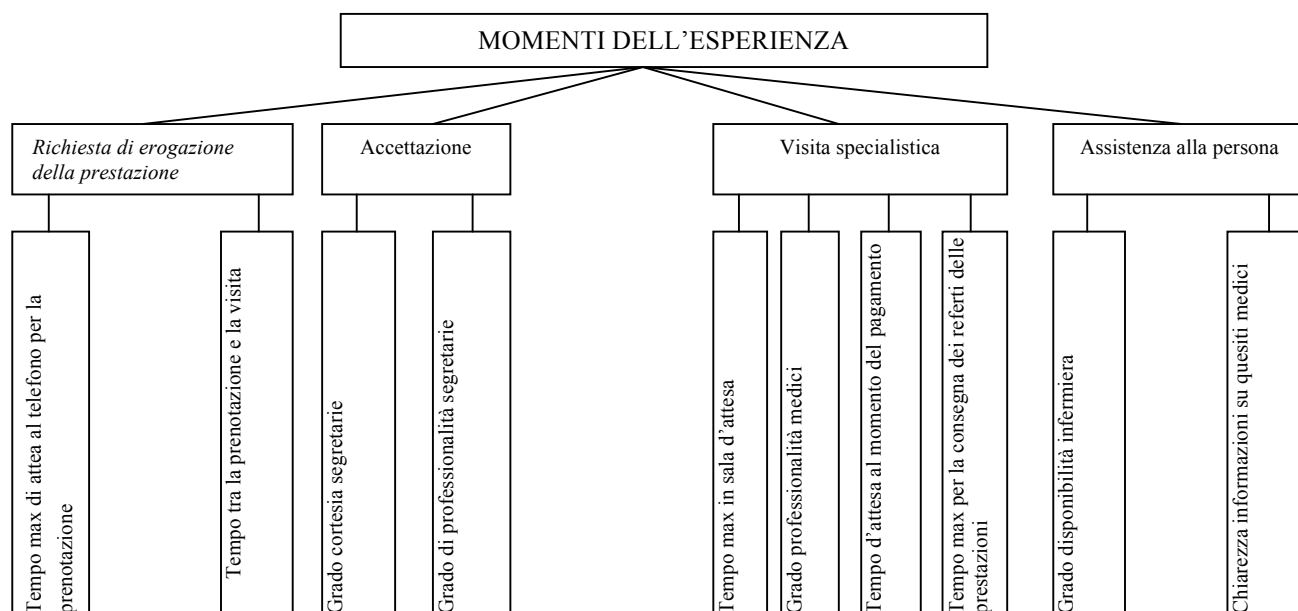 MOMENTI DELL’ESPERIENZA
Richiesta di erogazione
della prestazione
Accettazione
Visita specialistica
Assistenza alla persona
Tempo max di attea al telefono per la
prenotazione
Tempo tra la prenotazione e la visita
Grado cortesia segretarie
Grado di professionalità segretarie
Tempo max in sala d’attesa
Grado professionalità medici
Tempo d’attesa al momento del pagamento
Tempo max per la consegna dei referti delle
prestazioni
Grado disponibilità infermiera
Chiarezza informazioni su quesiti medici